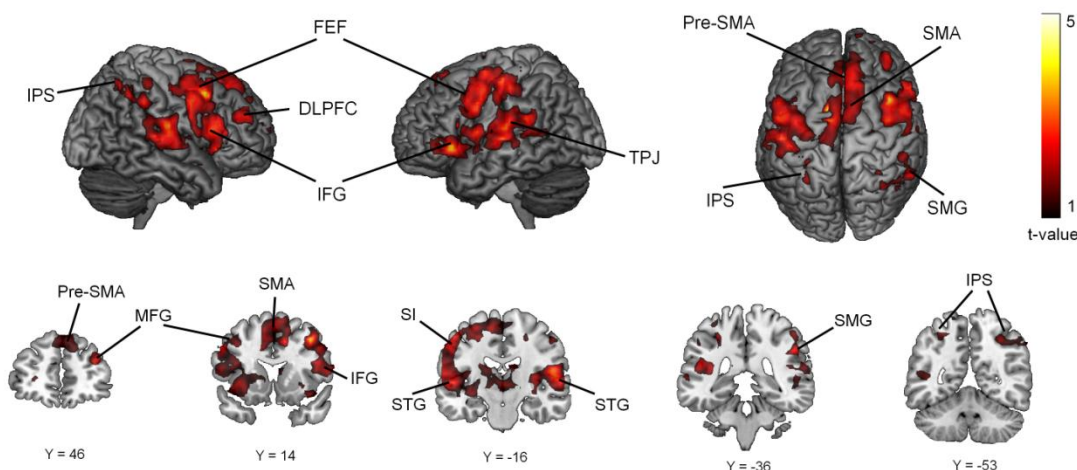 FEF
Pre-SMA
SMA
5
IPS
DLPFC
IFG
TPJ
IPS
SMG
1
t-value
Pre-SMA
MFG
SMA
IFG
SI
STG
STG
SMG
IPS
Y = 46
Y = 14
Y = -16
Y = -36
Y = -53